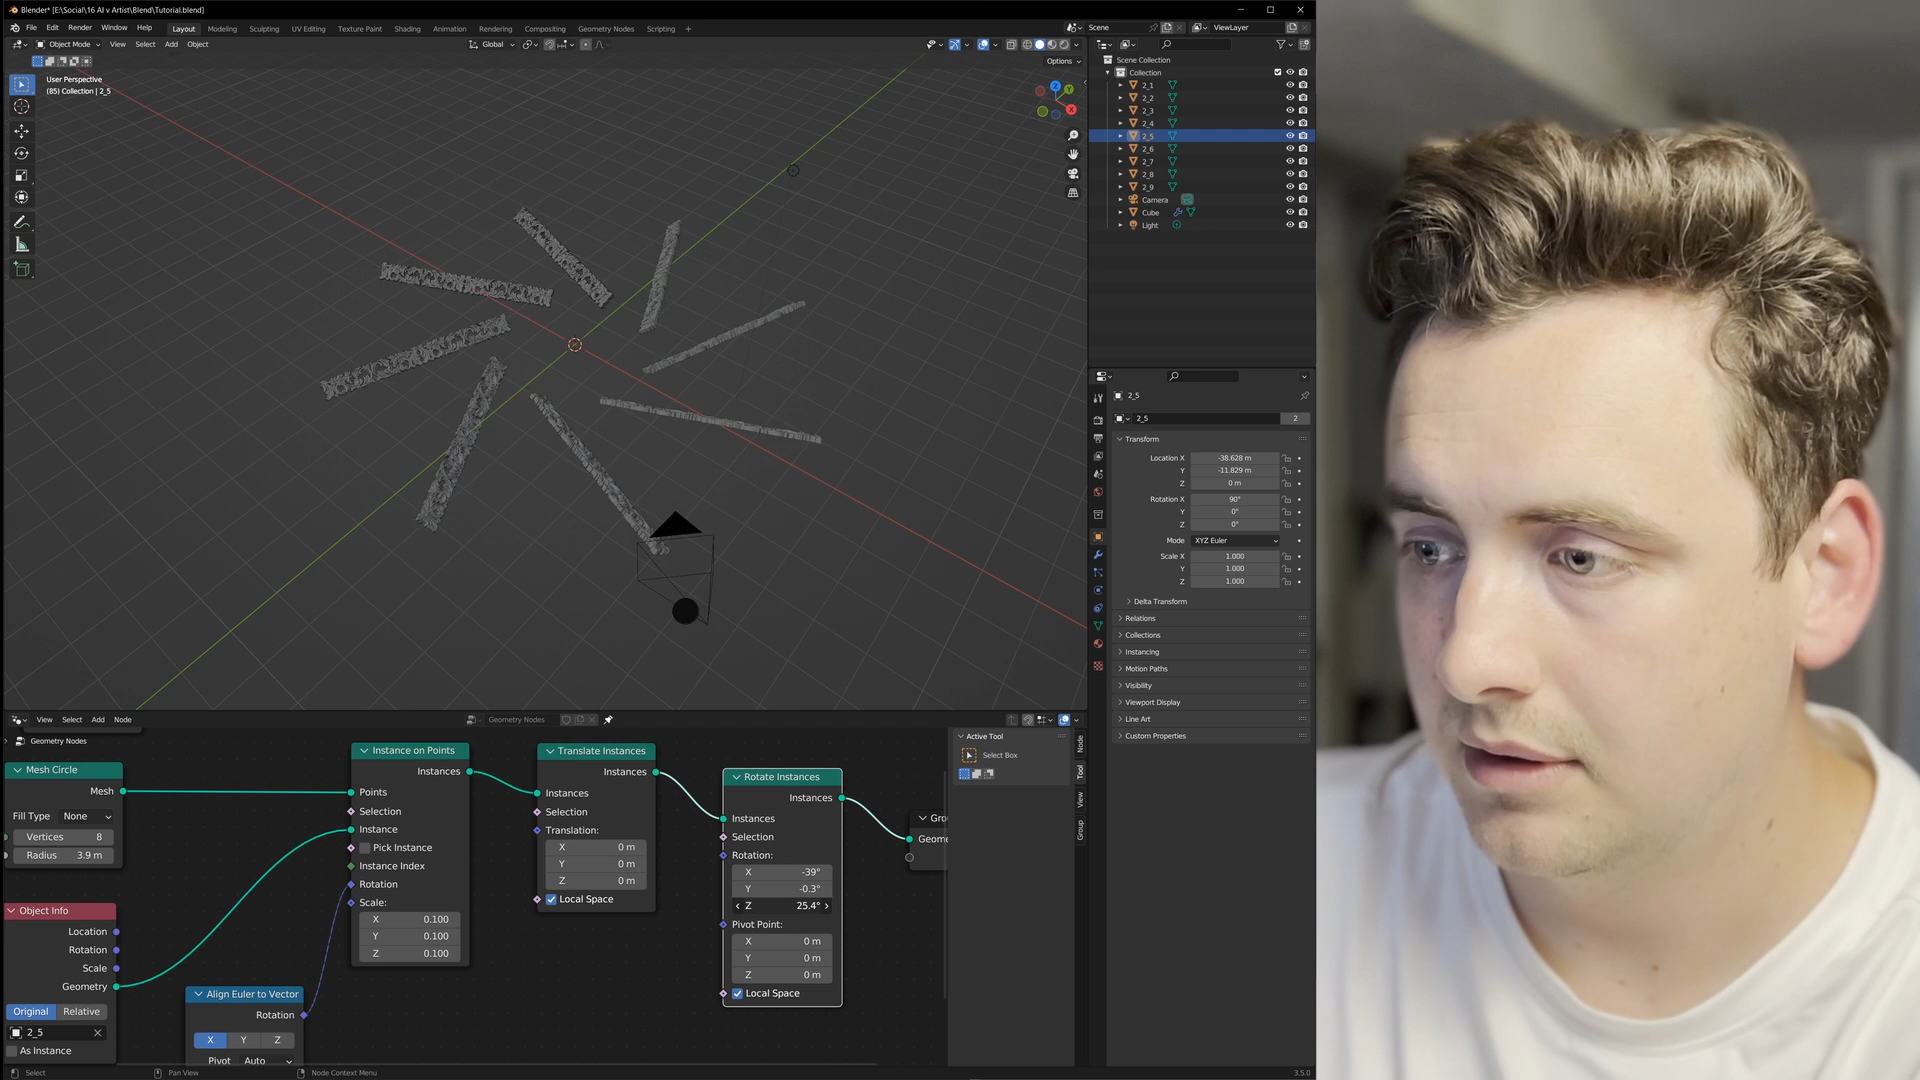 Blender* [E:\Social\16 AI v Artist\Blend\Tutorial.blend]
File Edit Render Window Help Layout Modeling Sculpting UV Editing Texture Paint Shading Animation Rendering Compositing Geometry Nodes Scripting + Scene ViewLayer
Object Mode View Select Add Object Global
Options
User Perspective
(85) Collection | 2_5
Z
Y
X
Scene Collection
Collection
2_1
2_2
2_3
2_4
2_5
2_6
2_7
2_8
2_9
Camera
Cube
Light
2_5
2_5 2
Transform
Location X -38.628 m
Y -11.829 m
Z 0 m
Rotation X 90°
Y 0°
Z 0°
Mode XYZ Euler
Scale X 1.000
Y 1.000
Z 1.000
Delta Transform
Relations
Collections
Instancing
Motion Paths
Visibility
Viewport Display
Line Art
Custom Properties
View Select Add Node Geometry Nodes
Geometry Nodes
Mesh Circle
Mesh
Fill Type None
Vertices 8
Radius 3.9 m
Object Info
Location
Rotation
Scale
Geometry
Original Relative
2_5
As Instance
Align Euler to Vector
Rotation
X Y Z
Pivot Auto
Instance on Points
Instances
Points
Selection
Instance
Pick Instance
Instance Index
Rotation
Scale:
X 0.100
Y 0.100
Z 0.100
Translate Instances
Instances
Instances
Selection
Translation:
X 0 m
Y 0 m
Z 0 m
Local Space
Rotate Instances
Instances
Instances
Selection
Rotation:
X -39°
Y -0.3°
Z 25.4°
Pivot Point:
X 0 m
Y 0 m
Z 0 m
Local Space
Gro
Geome
Active Tool
Select Box
Node
Tool
View
Group
Select Pan View Node Context Menu 3.5.0